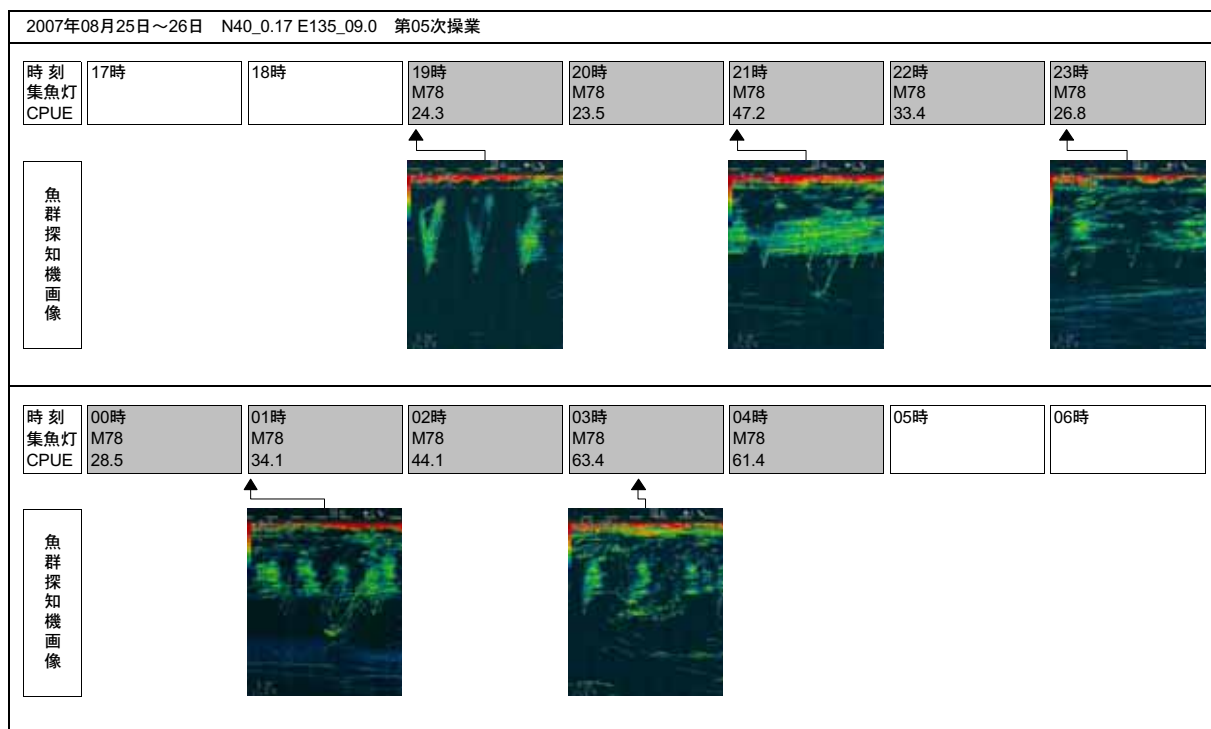 2007年08月25日～26日 N40_0.17 E135_09.0 第05次操業
時 刻
集魚灯
CPUE
17時
18時
19時
M78
24.3
20時
M78
23.5
21時
M78
47.2
22時
M78
33.4
23時
M78
26.8
魚群探知機画像
時 刻
集魚灯
CPUE
00時
M78
28.5
01時
M78
34.1
02時
M78
44.1
03時
M78
63.4
04時
M78
61.4
05時
06時
魚群探知機画像